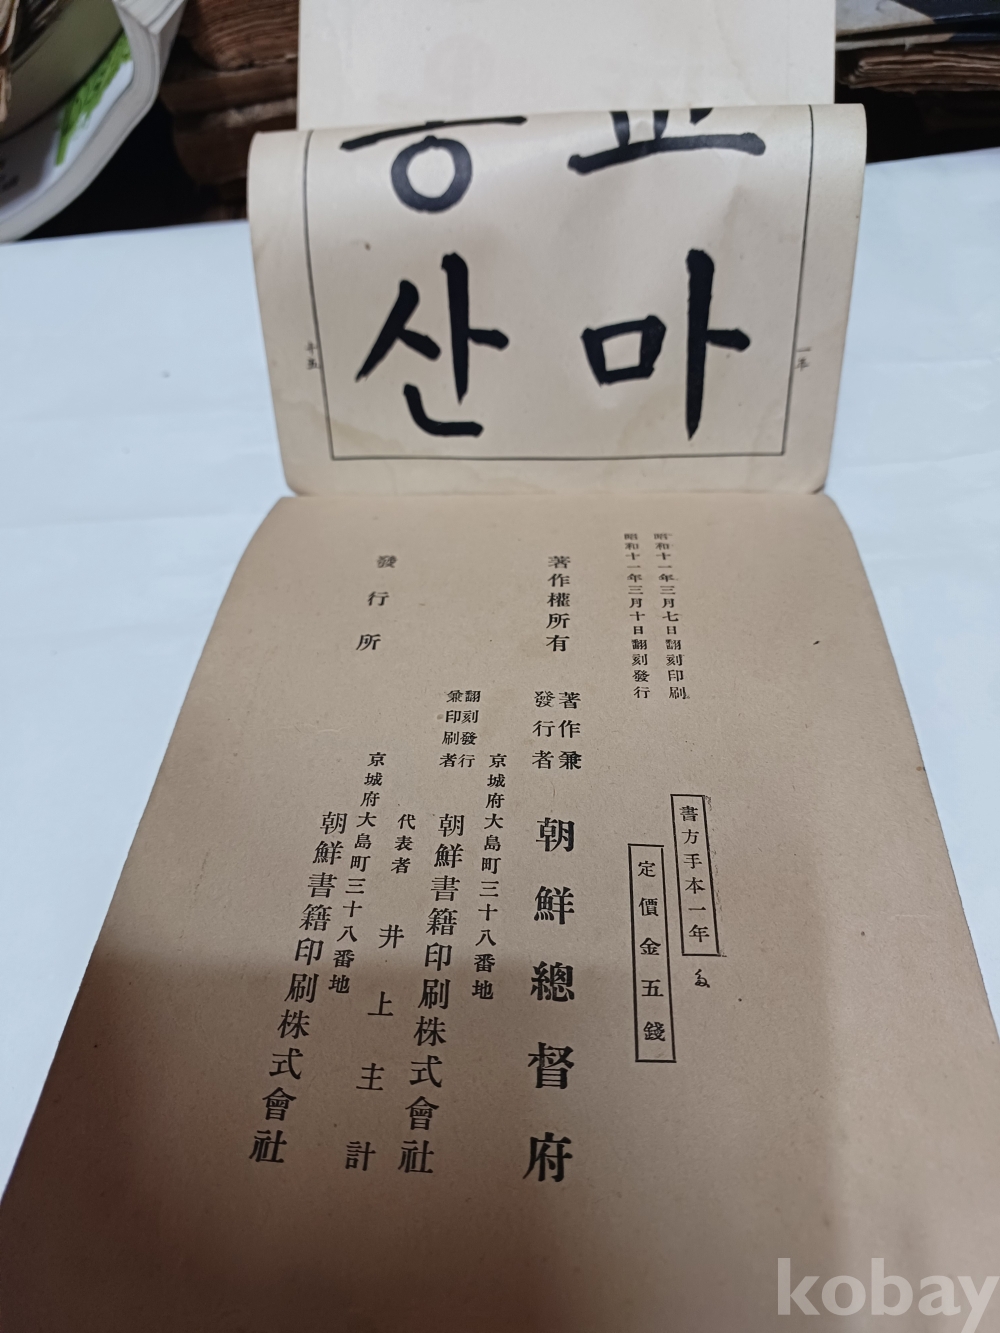 교
마
산
一ノ五
年五
昭和十一年三月七日翻刻印刷
昭和十一年三月十日翻刻發行
書方手本一年
定價金五錢
著作權所有
著作兼
發行者
朝鮮總督府
京城府大島町三十八番地
翻刻發行
兼印刷者
朝鮮書籍印刷株式會社
代表者 井上主計
發行所
京城府大島町三十八番地
朝鮮書籍印刷株式會社
kobay